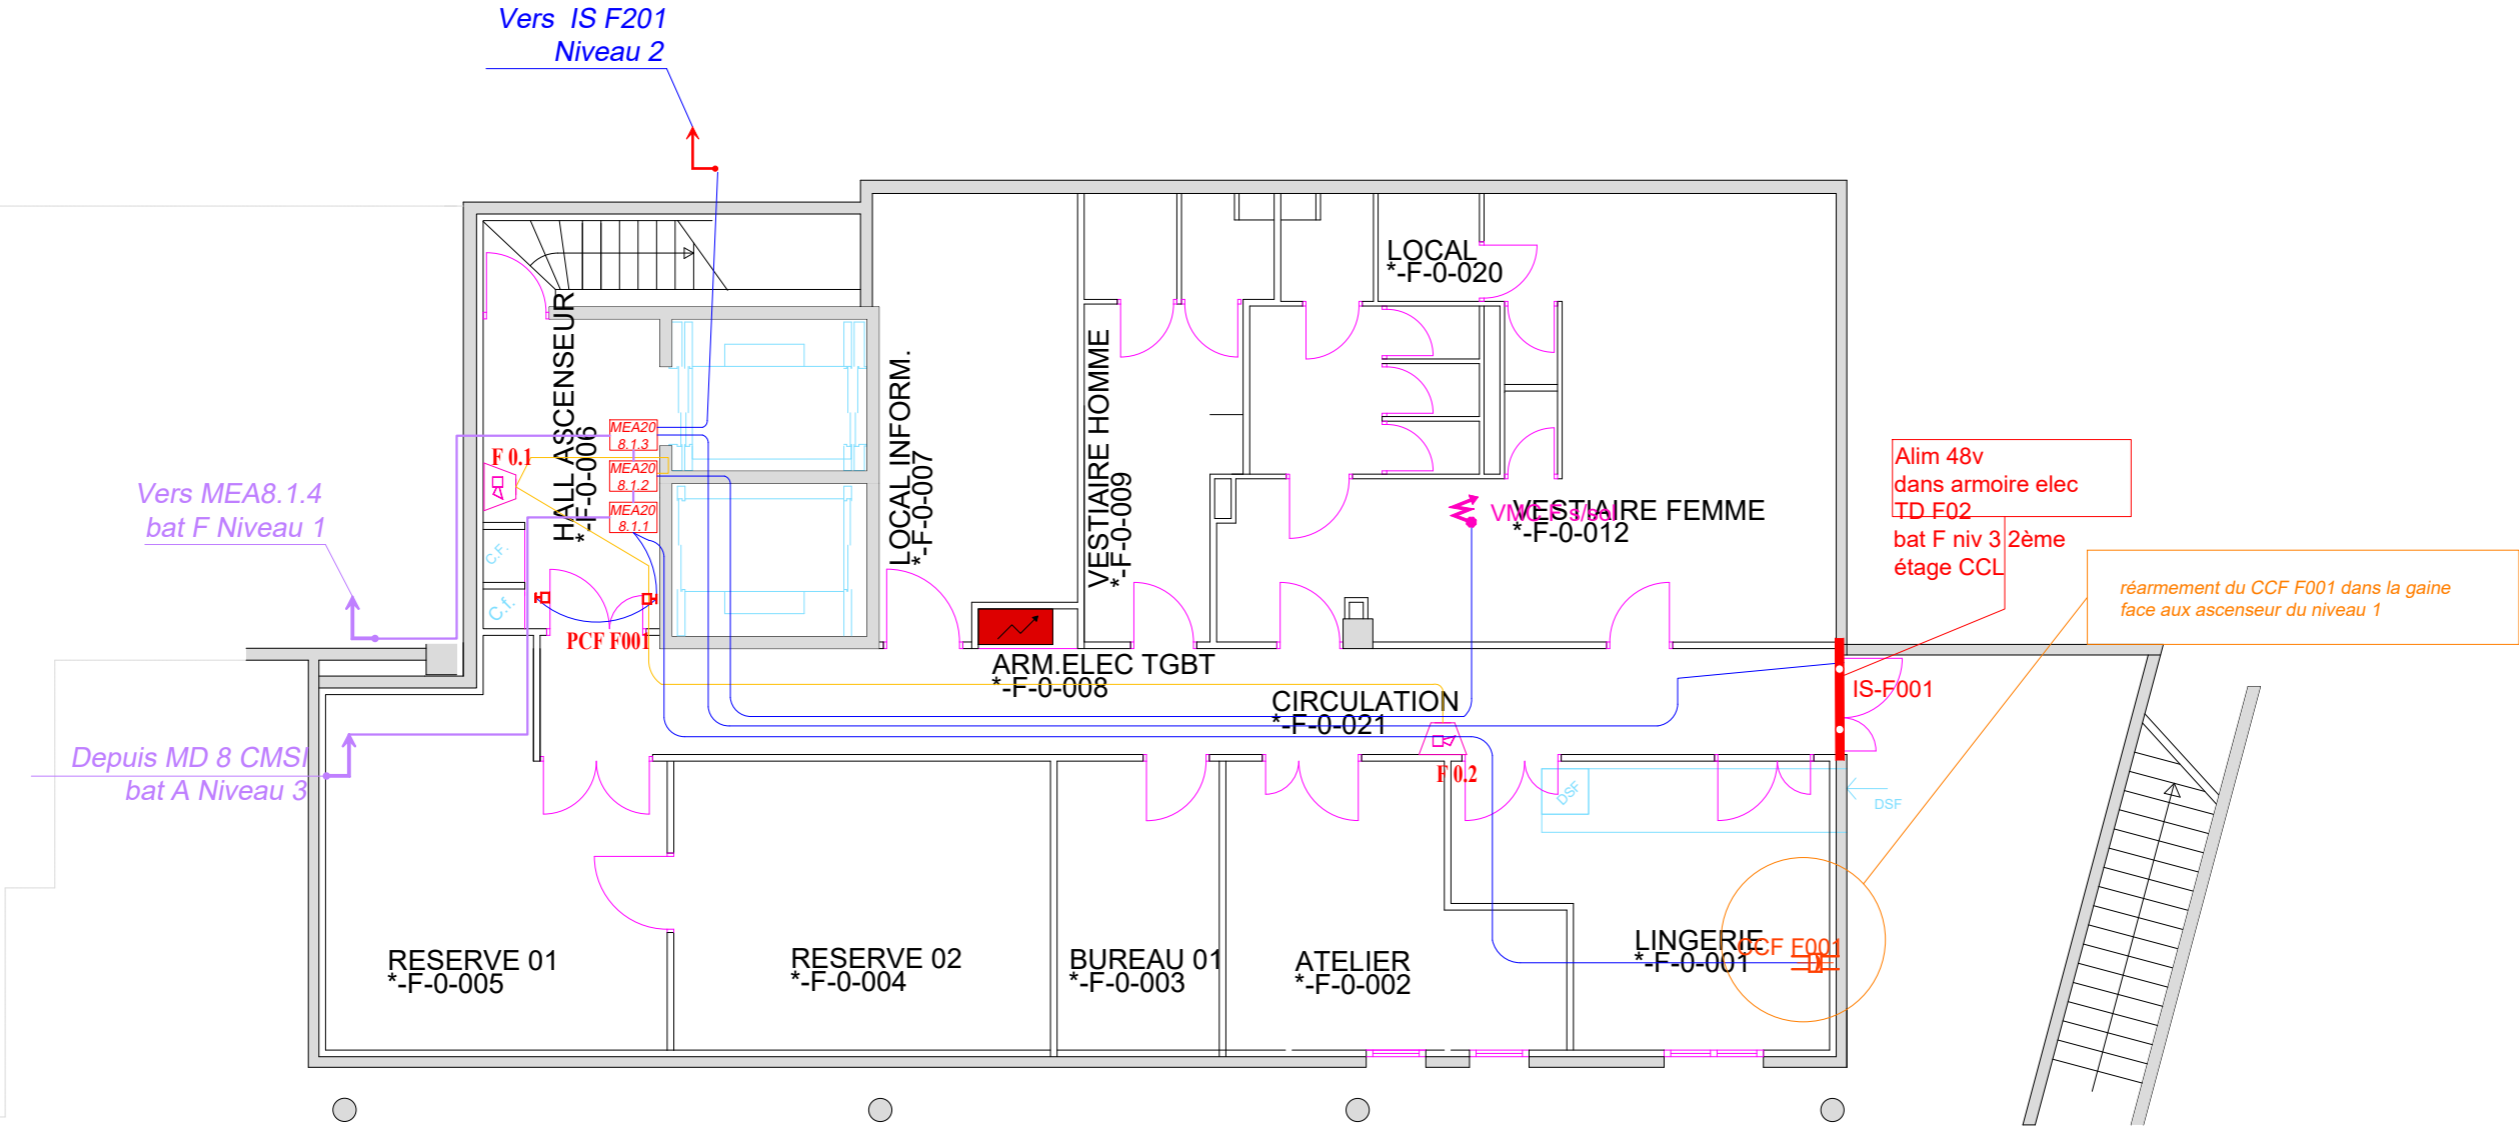 Vers  IS F201
Niveau 2
LOCAL
*-F-0-020
HALL ASCENSEUR
*-F-0-006
LOCAL INFORM.
*-F-0-007
VESTIAIRE HOMME
*-F-0-009
MEA20
8.1.3
MEA20
8.1.2
MEA20
8.1.1
F 0.1
Vers MEA8.1.4
bat F Niveau 1
C.F.
C.f.
PCF F001
VMC F s/sol
VESTIAIRE FEMME
*-F-0-012
Alim 48v
dans armoire elec
TD F02
bat F niv 3 2ème
étage CCL
réarmement du CCF F001 dans la gaine
face aux ascenseur du niveau 1
ARM.ELEC TGBT
*-F-0-008
CIRCULATION
*-F-0-021
IS-F001
Depuis MD 8 CMSI
bat A Niveau 3
F 0.2
DSF
DSF
RESERVE 01
*-F-0-005
RESERVE 02
*-F-0-004
BUREAU 01
*-F-0-003
ATELIER
*-F-0-002
LINGERIE
*-F-0-001
CCF F001